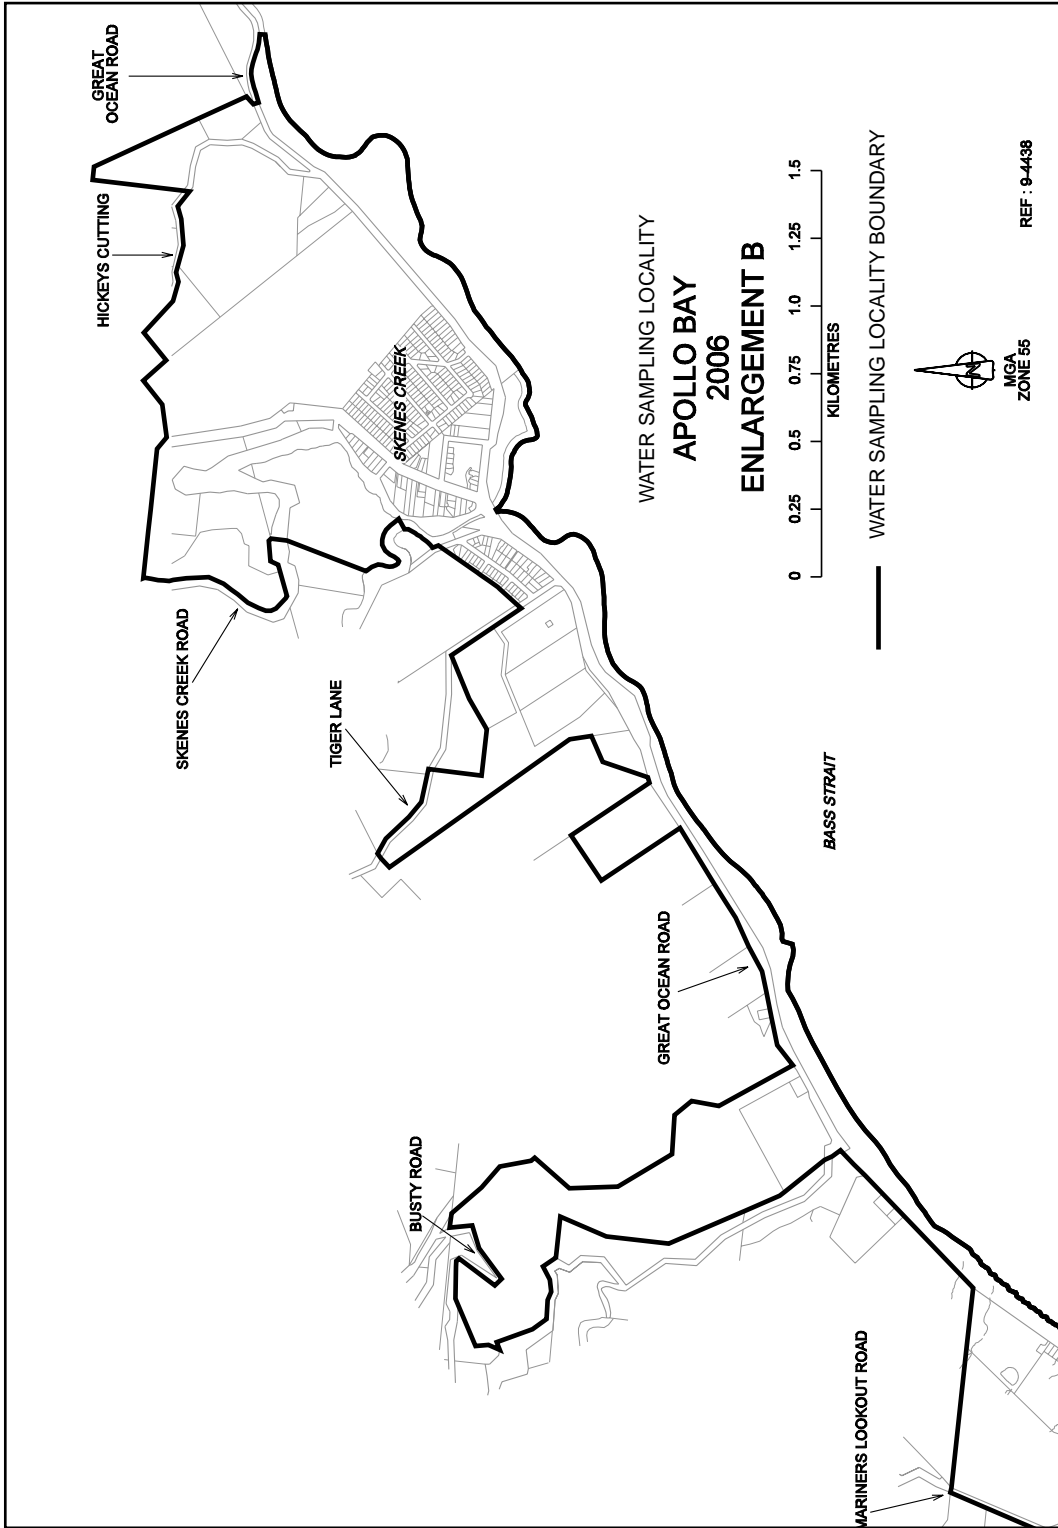 GREAT
OCEAN ROAD
HICKEYS CUTTING
SKENES CREEK
SKENES CREEK ROAD
TIGER LANE
GREAT OCEAN ROAD
BUSTY ROAD
MARINERS LOOKOUT ROAD
BASS STRAIT
WATER SAMPLING LOCALITY
APOLLO BAY
2006
ENLARGEMENT B
0 0.25 0.5 0.75 1.0 1.25 1.5
KILOMETRES
WATER SAMPLING LOCALITY BOUNDARY
N
MGA
ZONE 55
REF : 9-4438